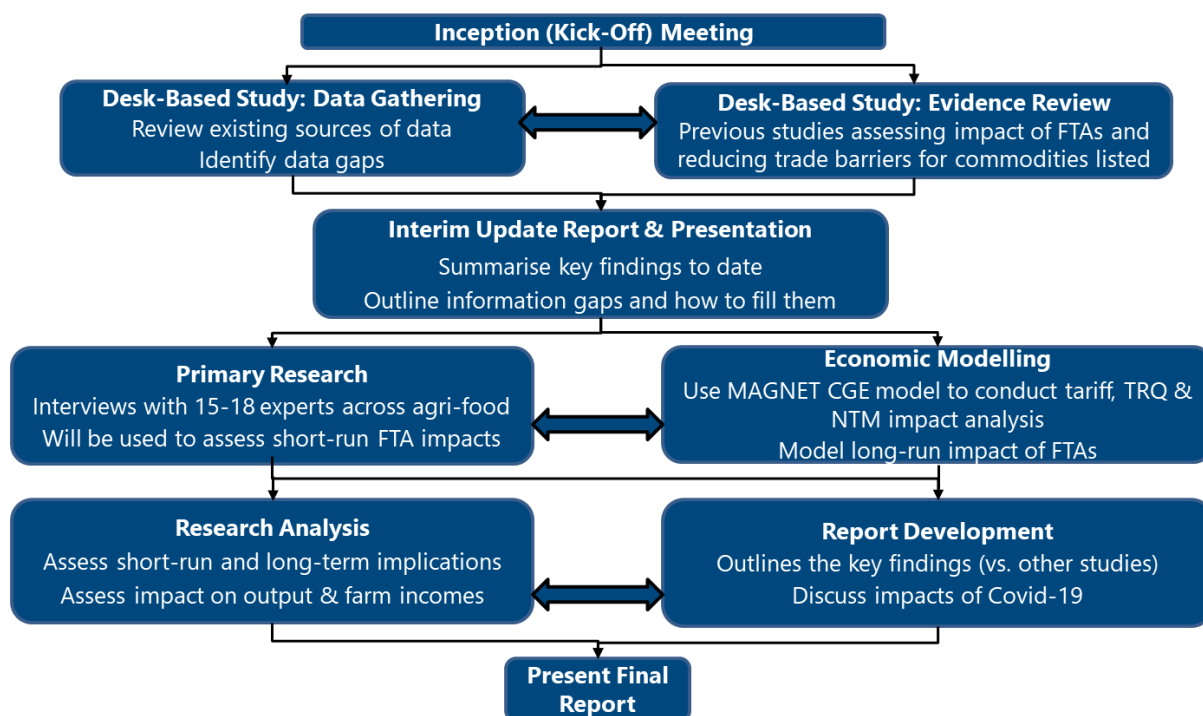 Inception (Kick-Off) Meeting
Desk-Based Study: Data Gathering
Review existing sources of data
Identify data gaps
Desk-Based Study: Evidence Review
Previous studies assessing impact of FTAs and
reducing trade barriers for commodities listed
Interim Update Report & Presentation
Summarise key findings to date
Outline information gaps and how to fill them
Primary Research
Interviews with 15-18 experts across agri-food
Will be used to assess short-run FTA impacts
Economic Modelling
Use MAGNET CGE model to conduct tariff, TRQ &
NTM impact analysis
Model long-run impact of FTAs
Research Analysis
Assess short-run and long-term implications
Assess impact on output & farm incomes
Report Development
Outlines the key findings (vs. other studies)
Discuss impacts of Covid-19
Present Final
Report